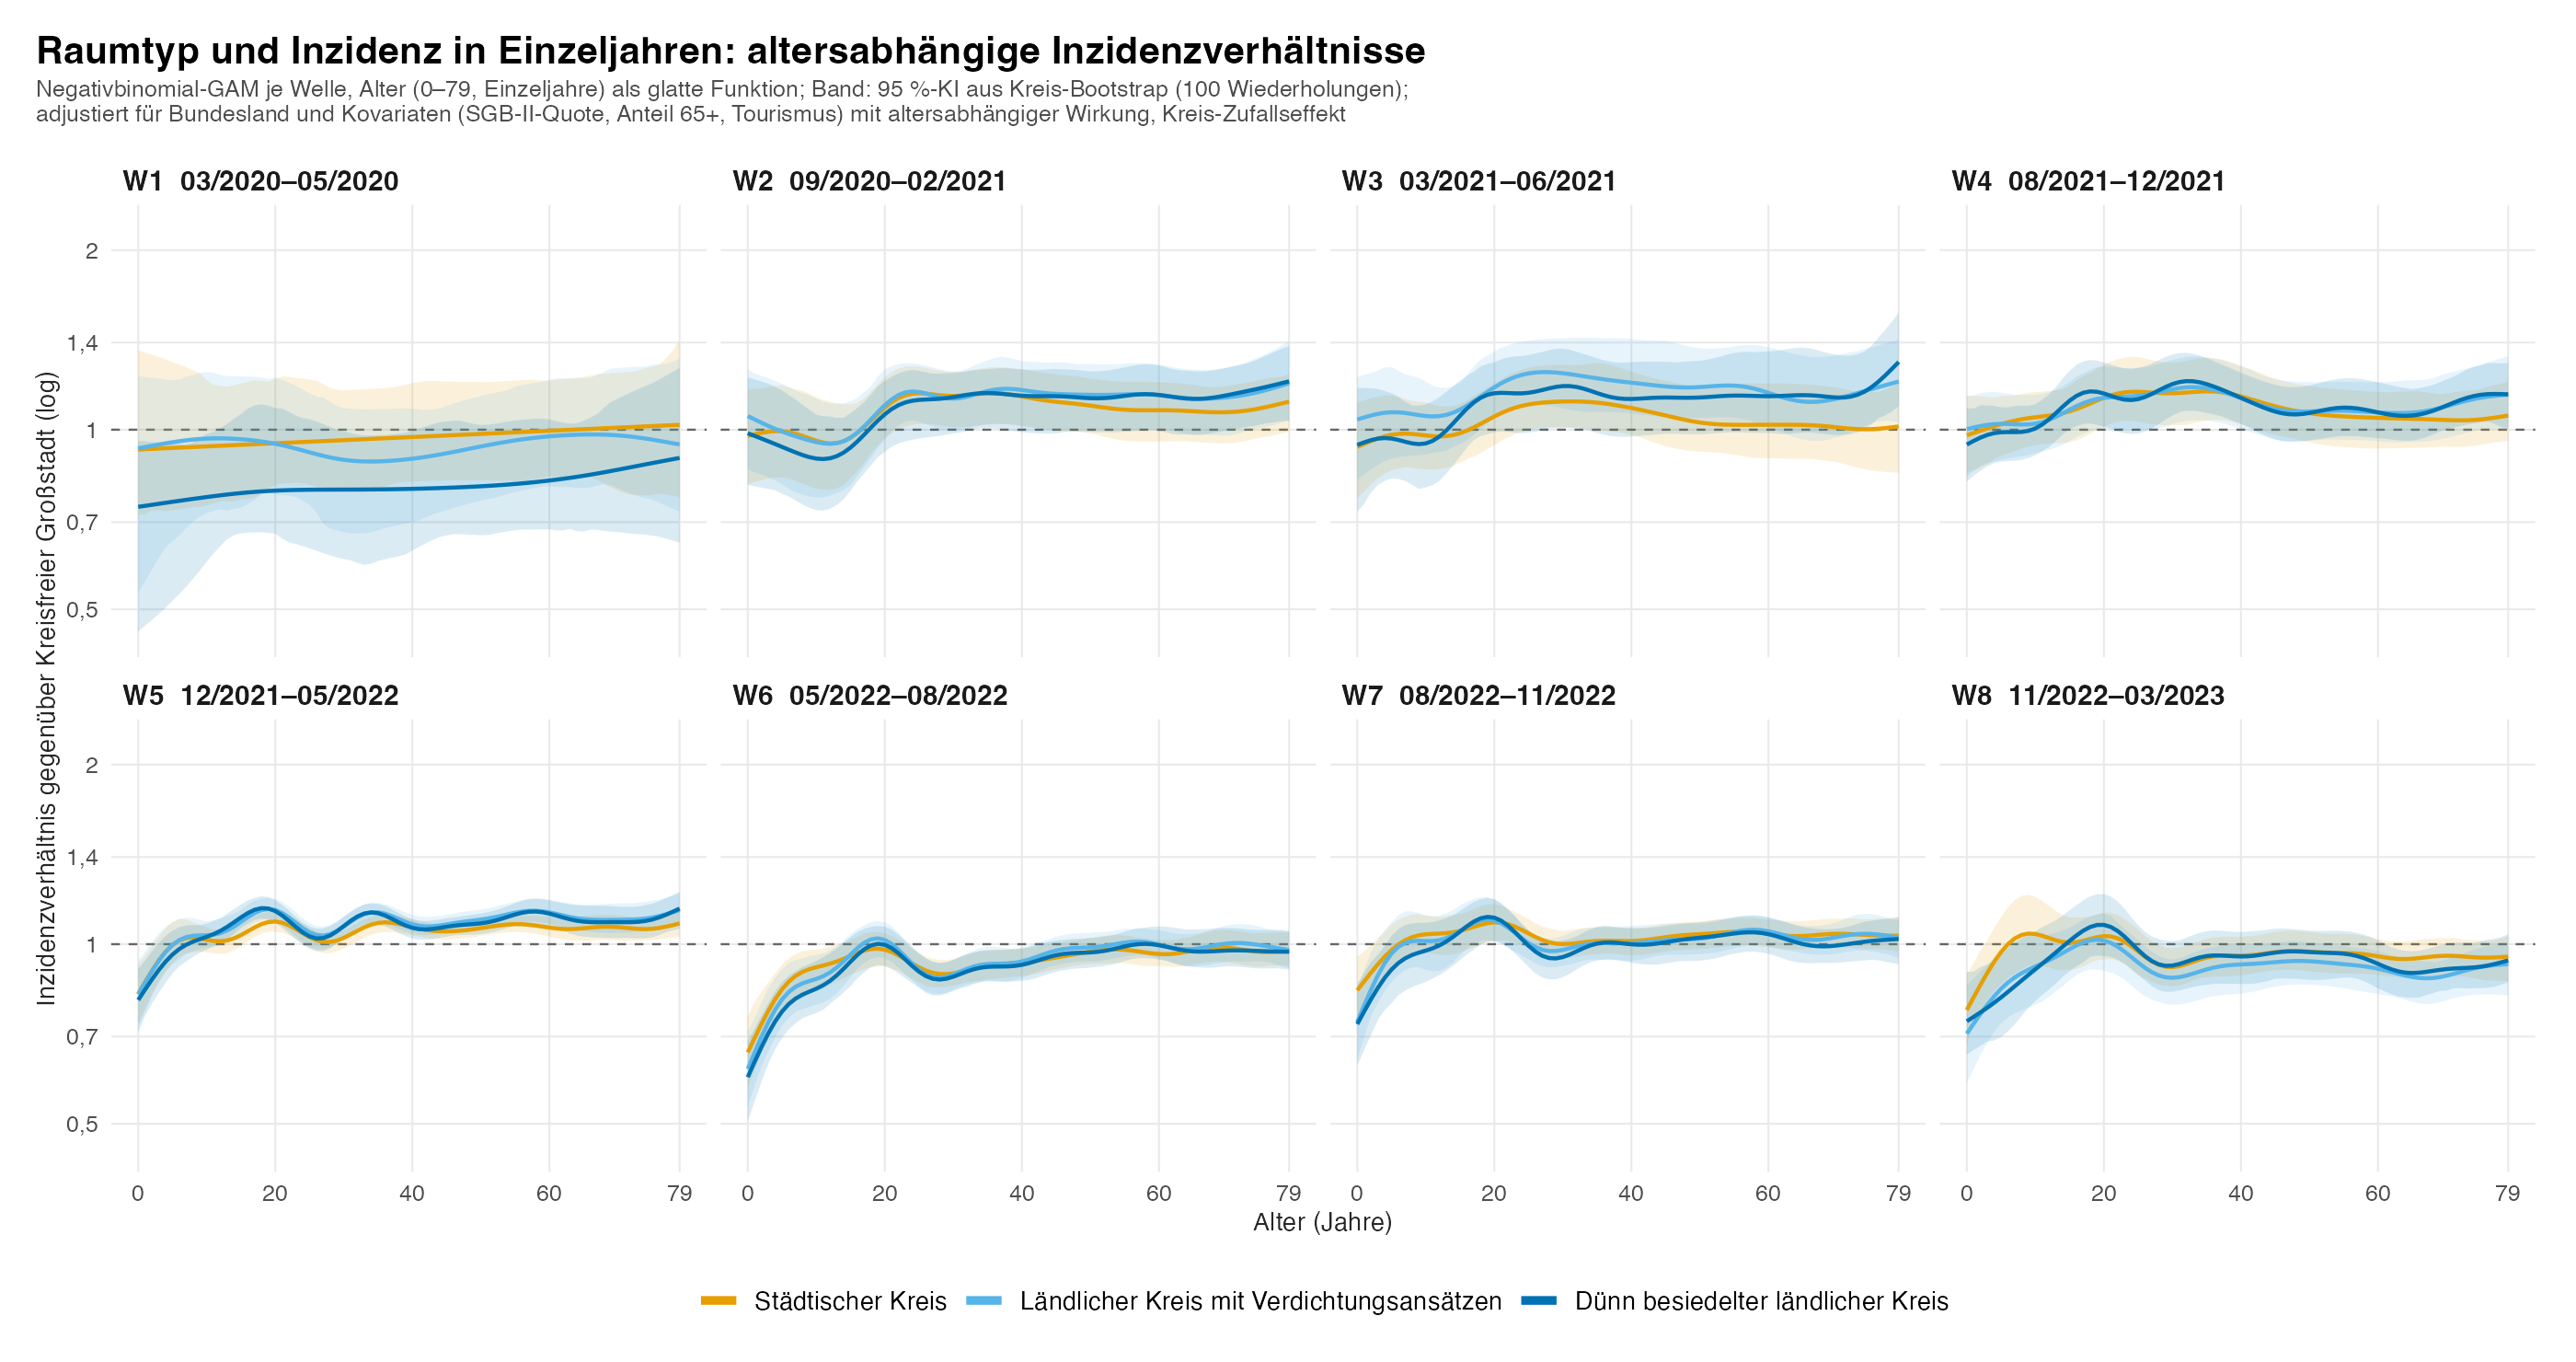 Raumtyp und Inzidenz in Einzeljahren: altersabhängige Inzidenzverhältnisse
Negativbinomial-GAM je Welle, Alter (0–79, Einzeljahre) als glatte Funktion; Band: 95 %-KI aus Kreis-Bootstrap (100 Wiederholungen);
adjustiert für Bundesland und Kovariaten (SGB-II-Quote, Anteil 65+, Tourismus) mit altersabhängiger Wirkung, Kreis-Zufallseffekt
Inzidenzverhältnis gegenüber Kreisfreier Großstadt (log)
W1 03/2020–05/2020
W2 09/2020–02/2021
W3 03/2021–06/2021
W4 08/2021–12/2021
2
1,4
1
0,7
0,5
W5 12/2021–05/2022
W6 05/2022–08/2022
W7 08/2022–11/2022
W8 11/2022–03/2023
2
1,4
1
0,7
0,5
0 20 40 60 79
0 20 40 60 79
0 20 40 60 79
0 20 40 60 79
Alter (Jahre)
Städtischer Kreis
Ländlicher Kreis mit Verdichtungsansätzen
Dünn besiedelter ländlicher Kreis